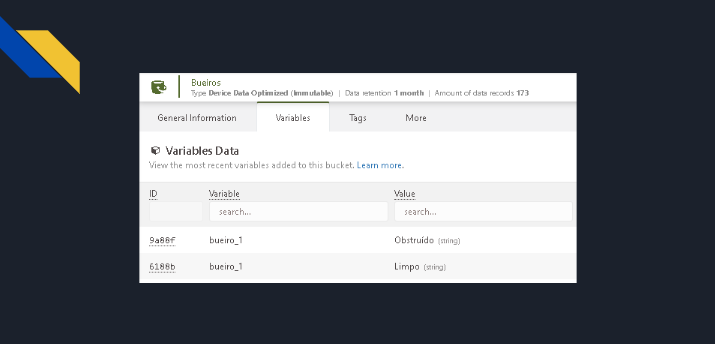 Bueiros
Type Device Data Optimized (Immutable) | Data retention 1 month | Amount of data records 173
General Information Variables Tags More
Variables Data
View the most recent variables added to this bucket. Learn more.
ID Variable Value
search... search...
9a88f bueiro_1 Obstruído (string)
6188b bueiro_1 Limpo (string)